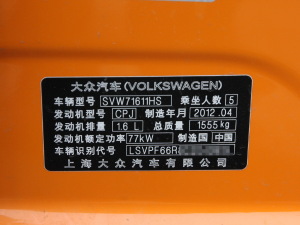 大众汽车(VOLKSWAGEN)
车辆型号 SVW71611HS 乘坐人数 5
发动机型号 CPJ 制造年月 2012.04
发动机排量 1.6 L 总质量 1555 kg
发动机额定功率 77kW 制造国 中国
车辆识别代号 LSVPF66R
上海大众汽车有限公司